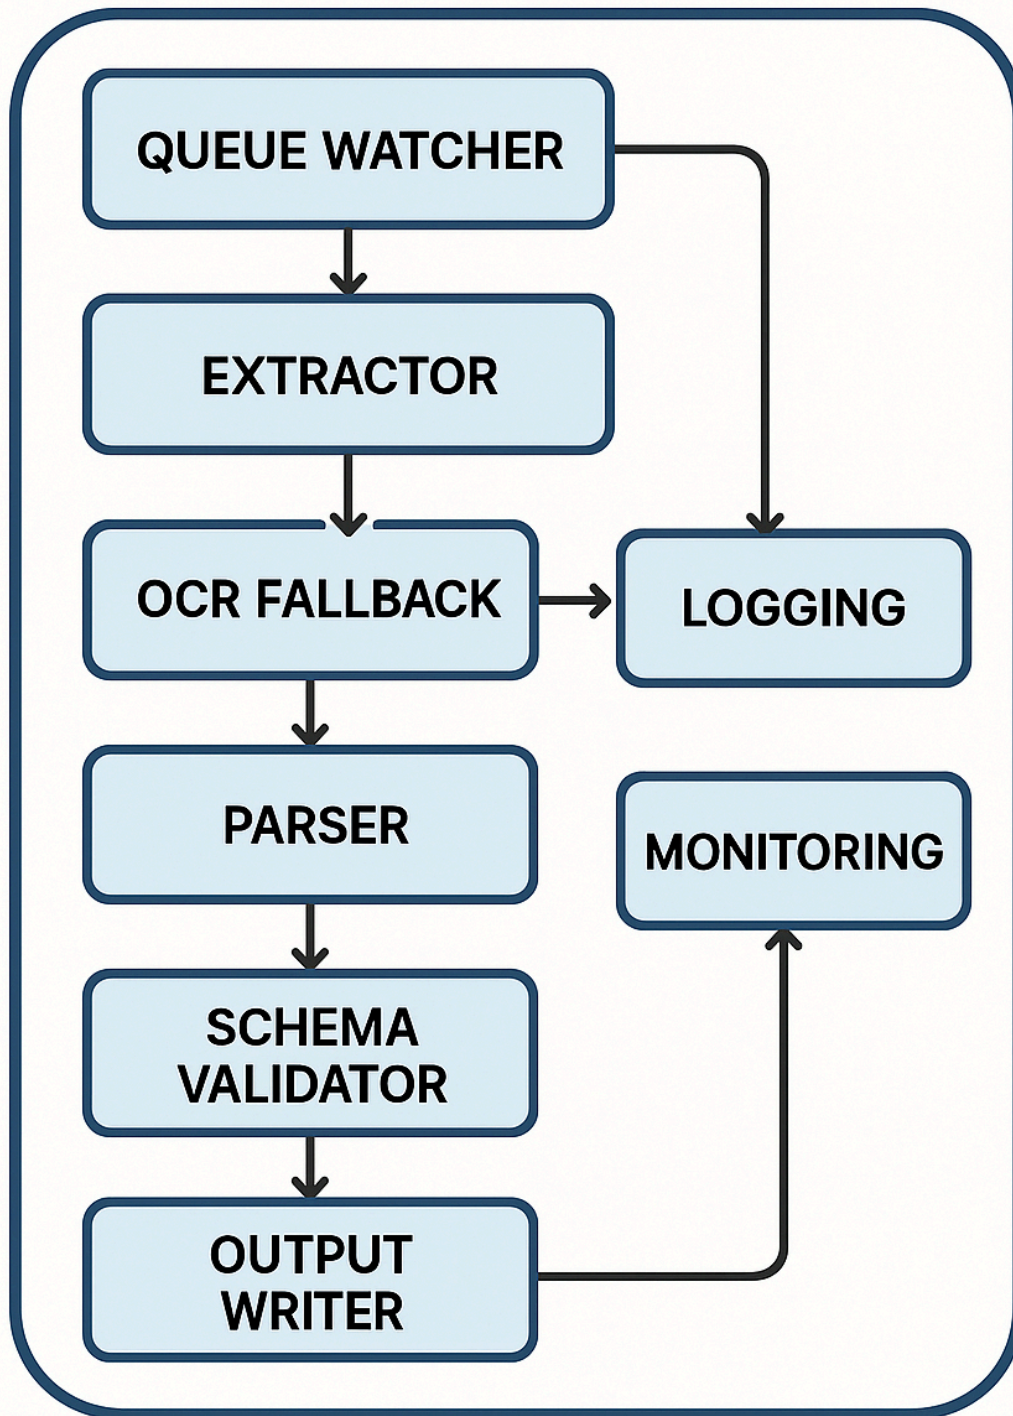 QUEUE WATCHER
EXTRACTOR
OCR FALLBACK
LOGGING
PARSER
MONITORING
SCHEMA
VALIDATOR
OUTPUT
WRITER